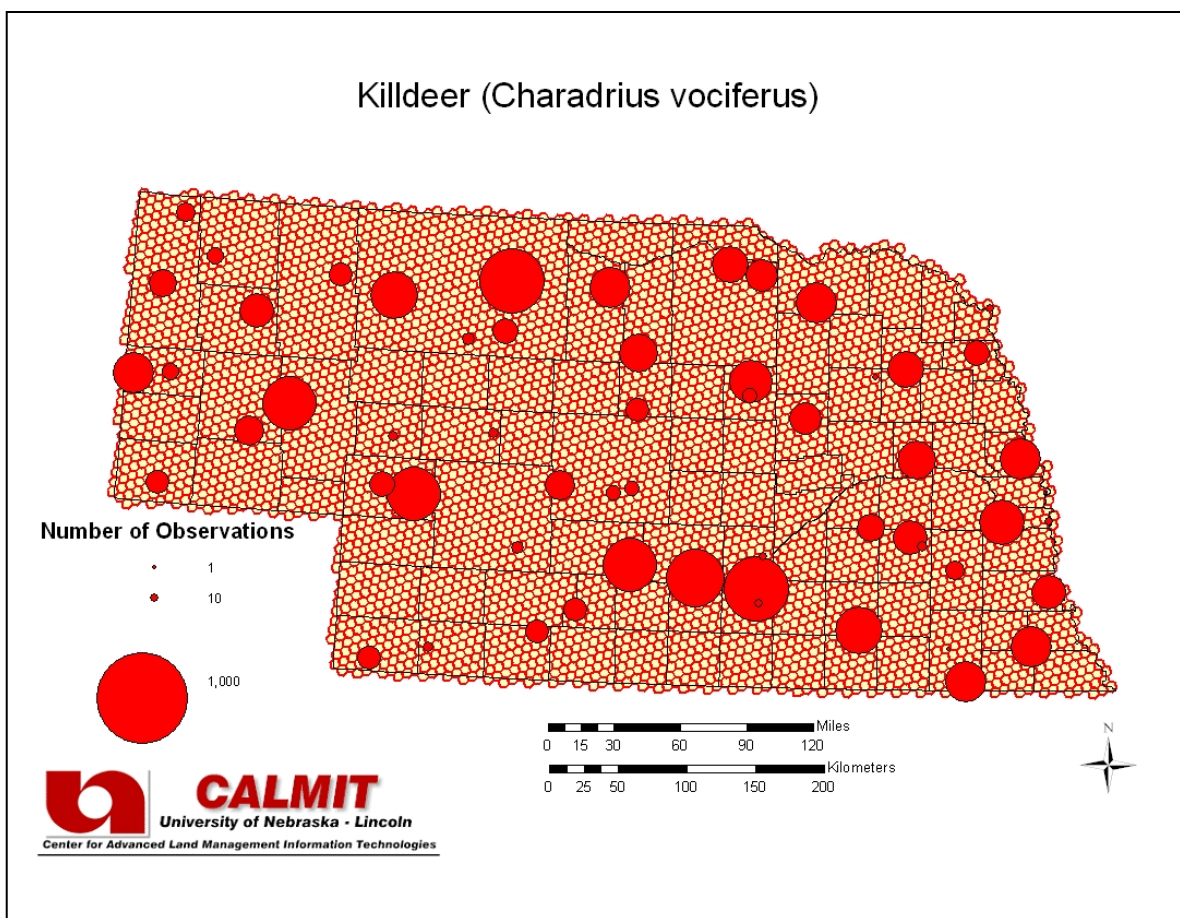 Killdeer (Charadrius vociferus)
Number of Observations
1
10
1,000
Miles
0 15 30 60 90 120
Kilometers
0 25 50 100 150 200
N
CALMIT
University of Nebraska - Lincoln
Center for Advanced Land Management Information Technologies